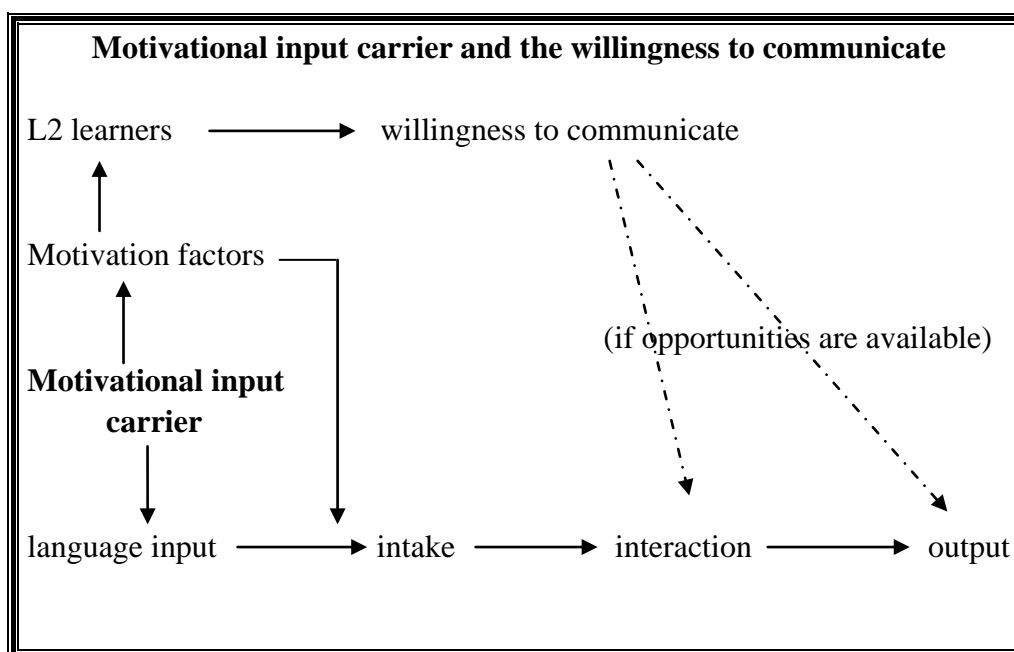 Motivational input carrier and the willingness to communicate
L2 learners willingness to communicate
Motivation factors
(if opportunities are available)
Motivational input
carrier
language input intake interaction output